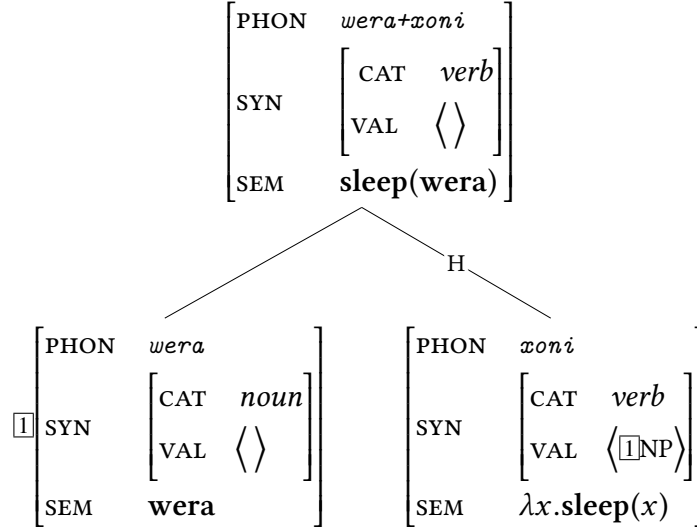 PHON wera+xoni
CAT verb
SYN
VAL ⟨⟩
SEM sleep(wera)
H
PHON wera
CAT noun
1 SYN
VAL ⟨⟩
SEM wera
PHON xoni
CAT verb
SYN
VAL ⟨1NP⟩
SEM λx.sleep(x)